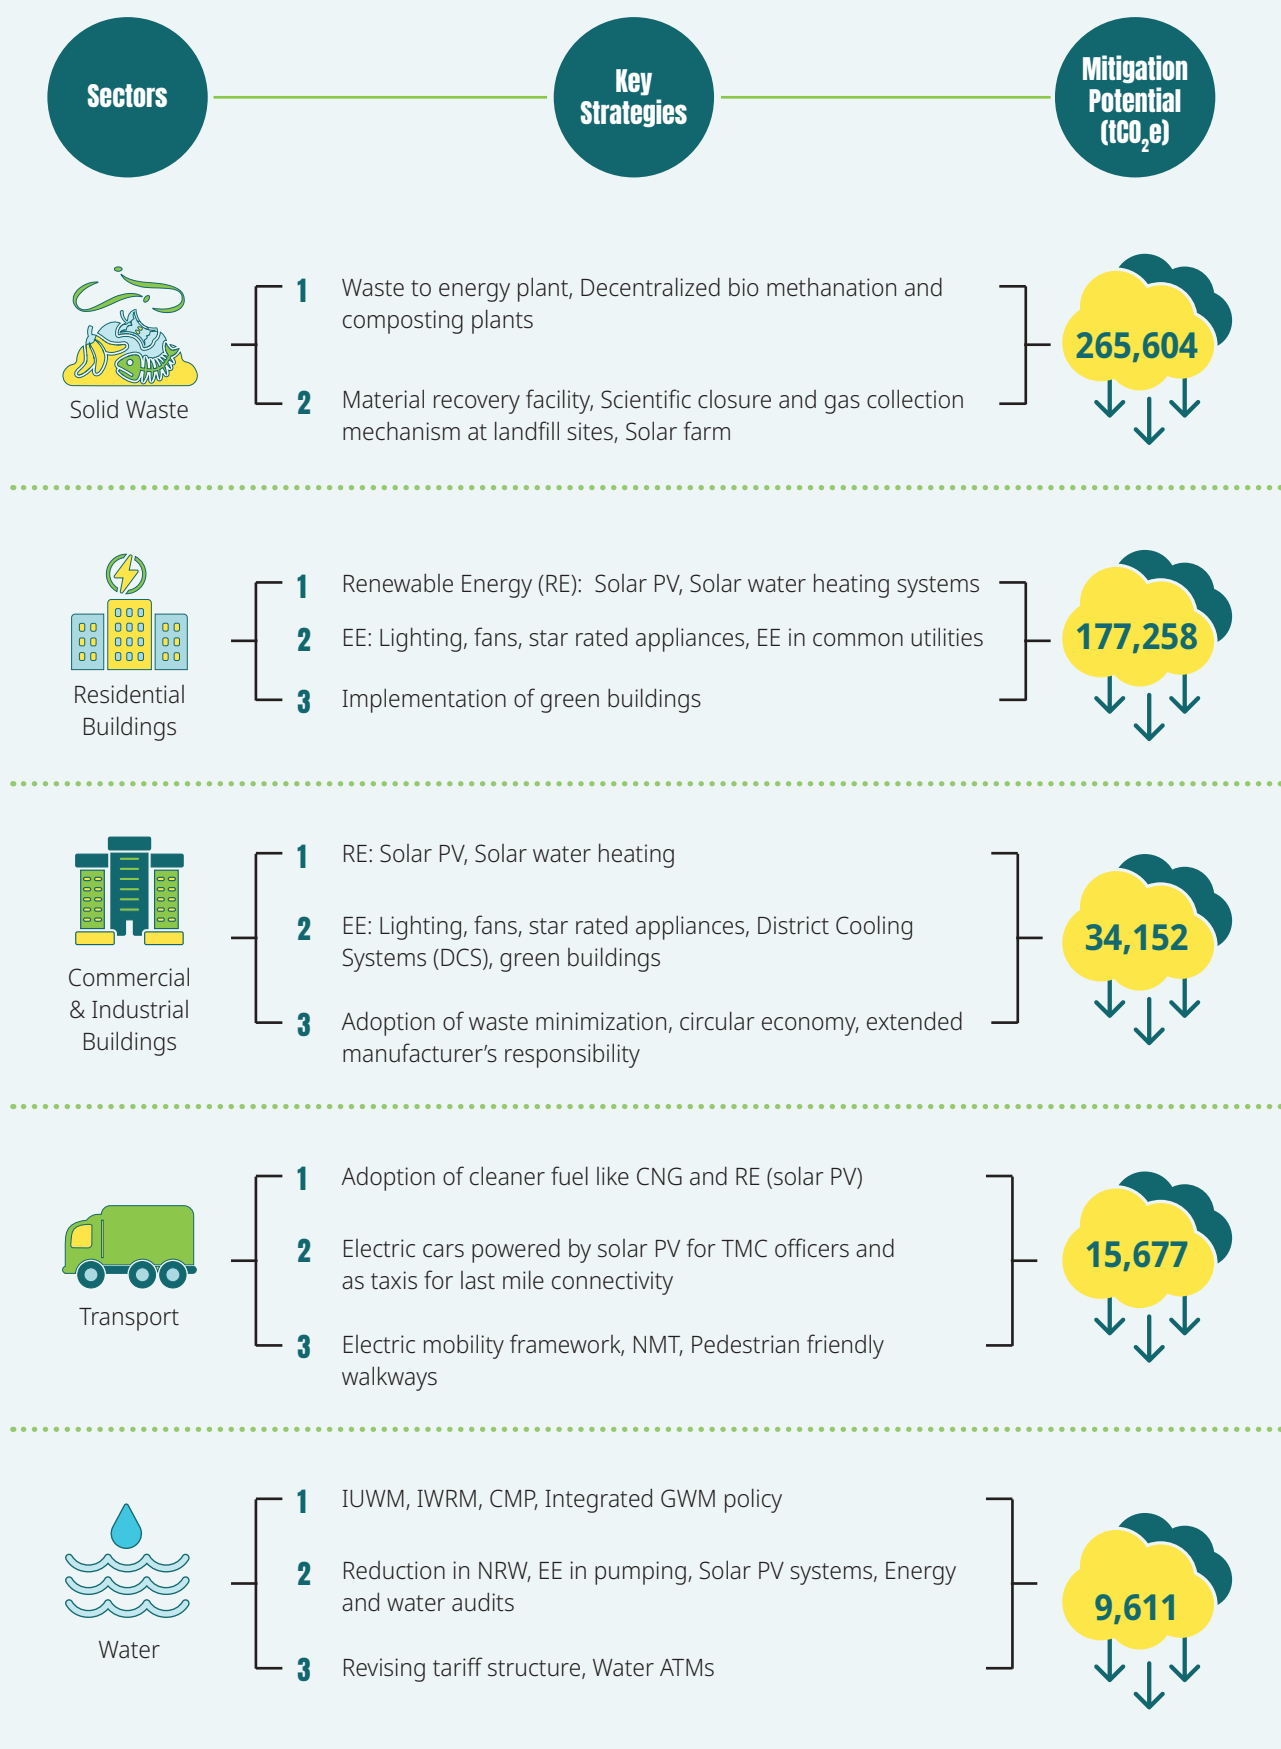 Sectors
Key
Strategies
Mitigation
Potential
(tCO₂e)
Solid Waste
1 Waste to energy plant, Decentralized bio methanation and
composting plants
2 Material recovery facility, Scientific closure and gas collection
mechanism at landfill sites, Solar farm
265,604
Residential
Buildings
1 Renewable Energy (RE):  Solar PV, Solar water heating systems
2 EE: Lighting, fans, star rated appliances, EE in common utilities
3 Implementation of green buildings
177,258
Commercial
& Industrial
Buildings
1 RE: Solar PV, Solar water heating
2 EE: Lighting, fans, star rated appliances, District Cooling
Systems (DCS), green buildings
3 Adoption of waste minimization, circular economy, extended
manufacturer’s responsibility
34,152
Transport
1 Adoption of cleaner fuel like CNG and RE (solar PV)
2 Electric cars powered by solar PV for TMC officers and
as taxis for last mile connectivity
3 Electric mobility framework, NMT, Pedestrian friendly
walkways
15,677
Water
1 IUWM, IWRM, CMP, Integrated GWM policy
2 Reduction in NRW, EE in pumping, Solar PV systems, Energy
and water audits
3 Revising tariff structure, Water ATMs
9,611